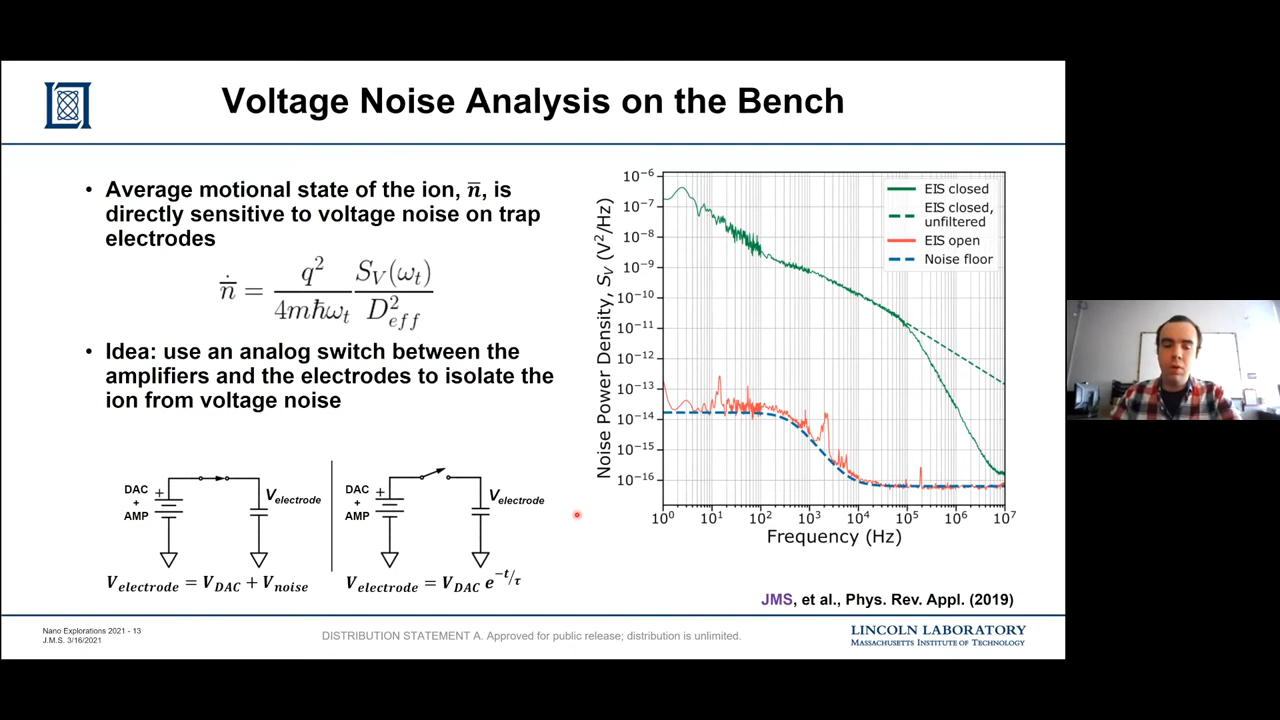 Voltage Noise Analysis on the Bench
• Average motional state of the ion, n̅, is
directly sensitive to voltage noise on trap
electrodes
ṅ̅ = q² / 4mħωₜ S_V(ωₜ) / D²_eff
• Idea: use an analog switch between the
amplifiers and the electrodes to isolate the
ion from voltage noise
DAC
+
AMP
+
V_electrode
V_electrode = V_DAC + V_noise
DAC
+
AMP
+
V_electrode
V_electrode = V_DAC e^(-t/τ)
Noise Power Density, S_V (V²/Hz)
10⁻⁶
10⁻⁷
10⁻⁸
10⁻⁹
10⁻¹⁰
10⁻¹¹
10⁻¹²
10⁻¹³
10⁻¹⁴
10⁻¹⁵
10⁻¹⁶
EIS closed
EIS closed,
unfiltered
EIS open
Noise floor
10⁰ 10¹ 10² 10³ 10⁴ 10⁵ 10⁶ 10⁷
Frequency (Hz)
JMS, et al., Phys. Rev. Appl. (2019)
Nano Explorations 2021 - 13
J.M.S. 3/16/2021
DISTRIBUTION STATEMENT A. Approved for public release; distribution is unlimited.
LINCOLN LABORATORY
MASSACHUSETTS INSTITUTE OF TECHNOLOGY